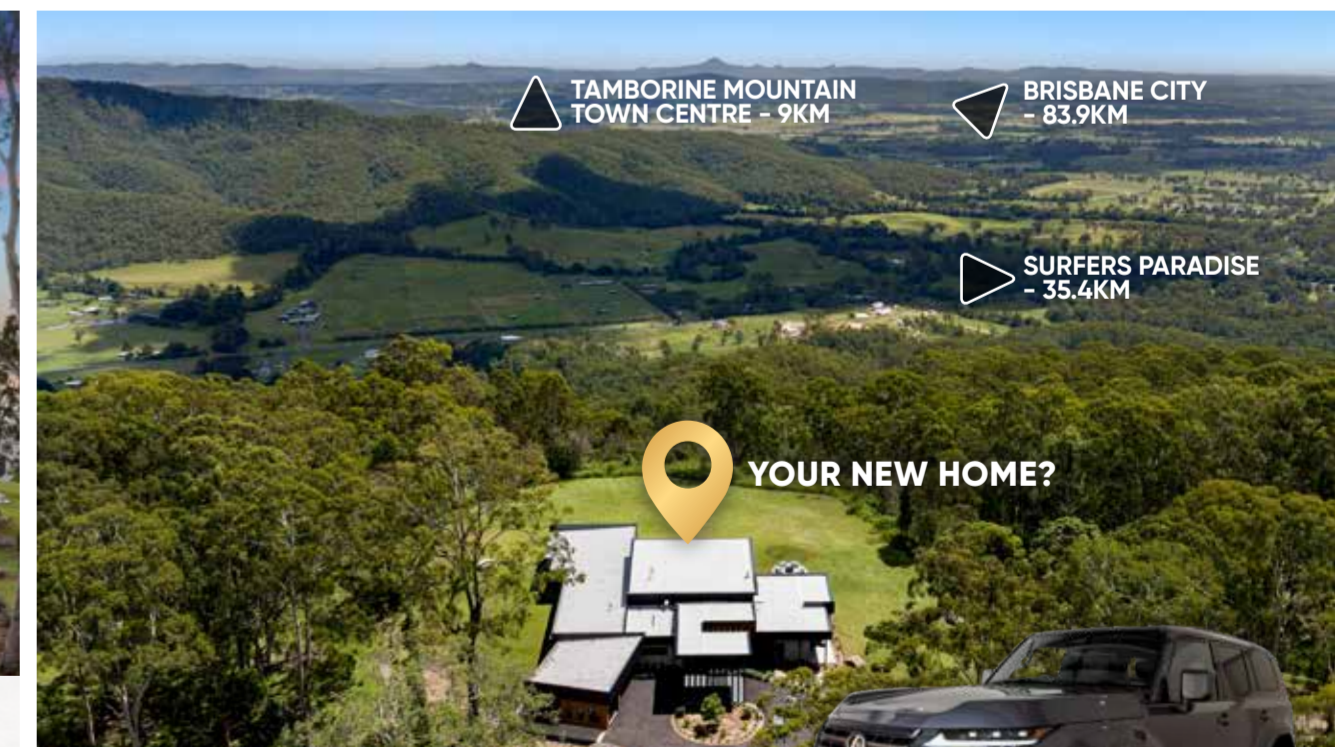 TAMBORINE MOUNTAIN
TOWN CENTRE - 9KM
BRISBANE CITY
- 83.9KM
SURFERS PARADISE
- 35.4KM
YOUR NEW HOME?